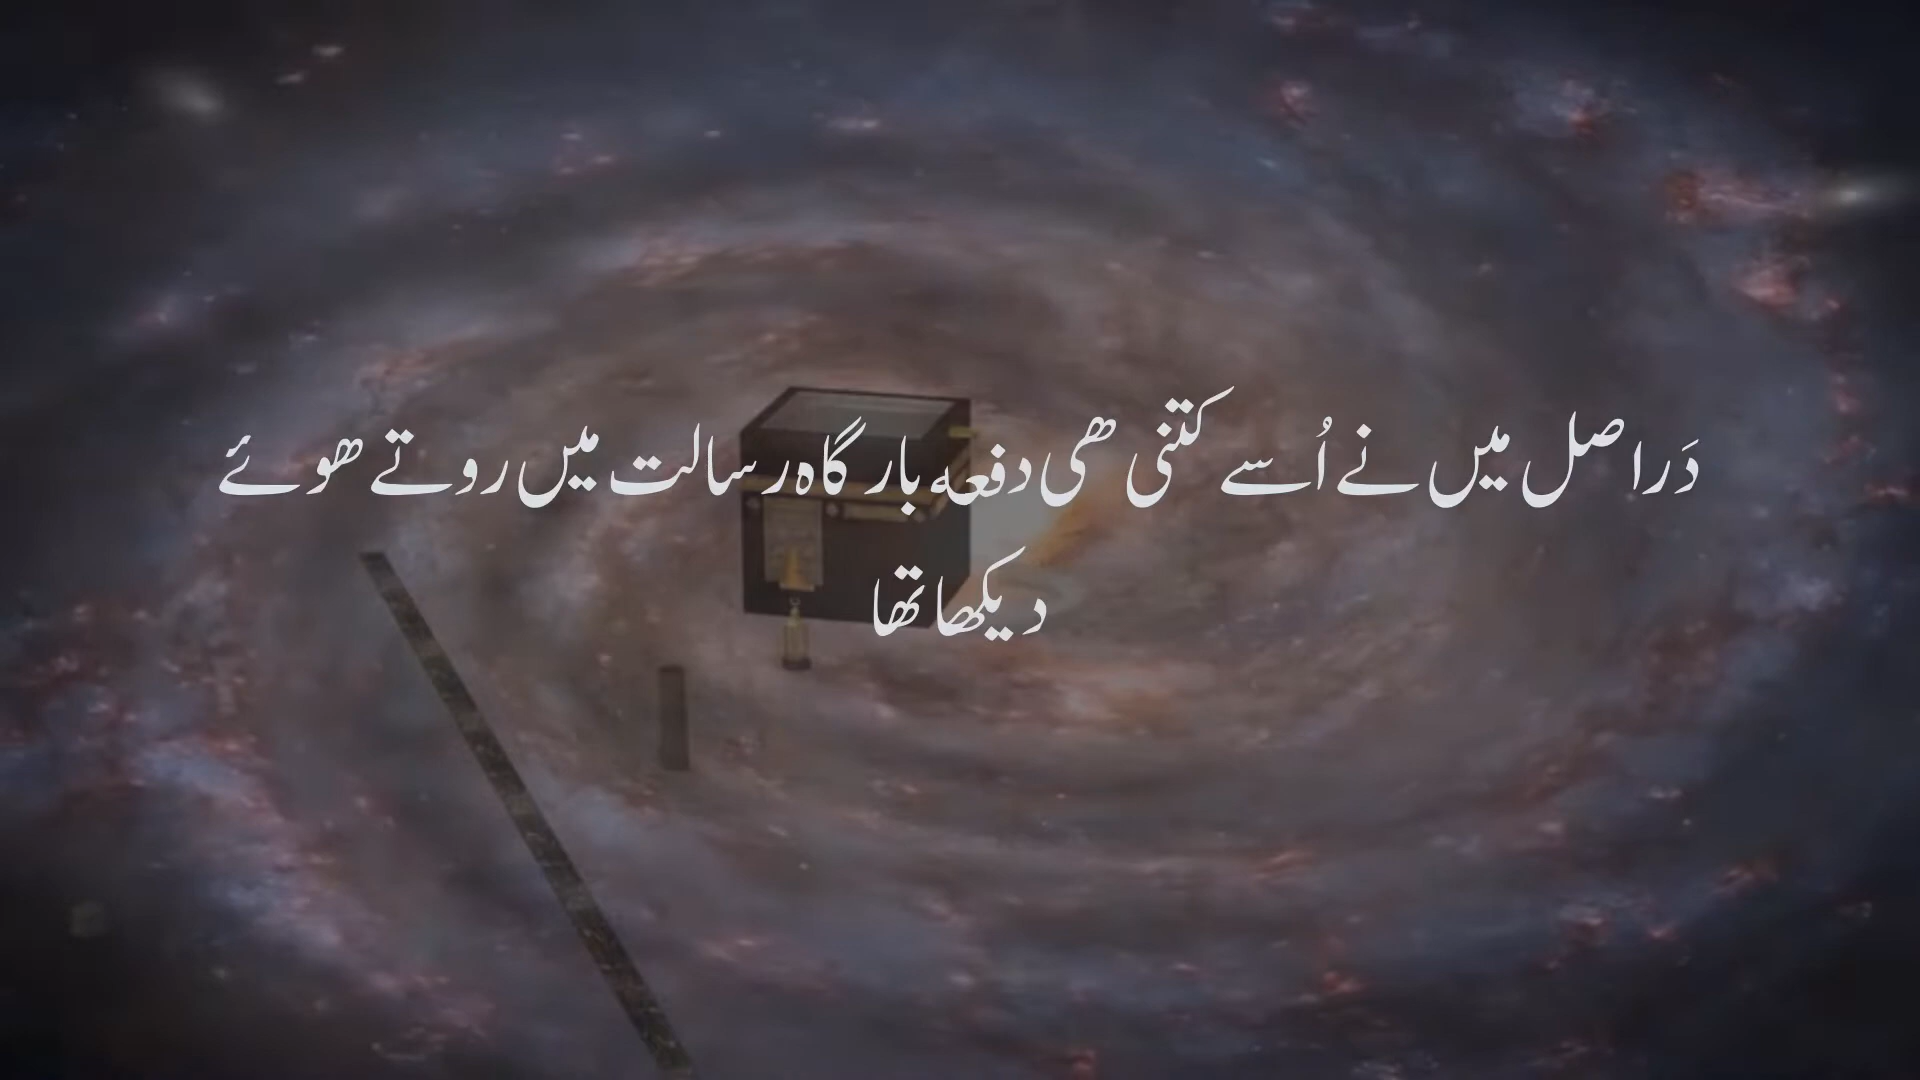 دَراصل میں نے اُسے کتنی ھی دفعہ بارگاہ رسالت میں روتے ھوئے
دیکھا تھا